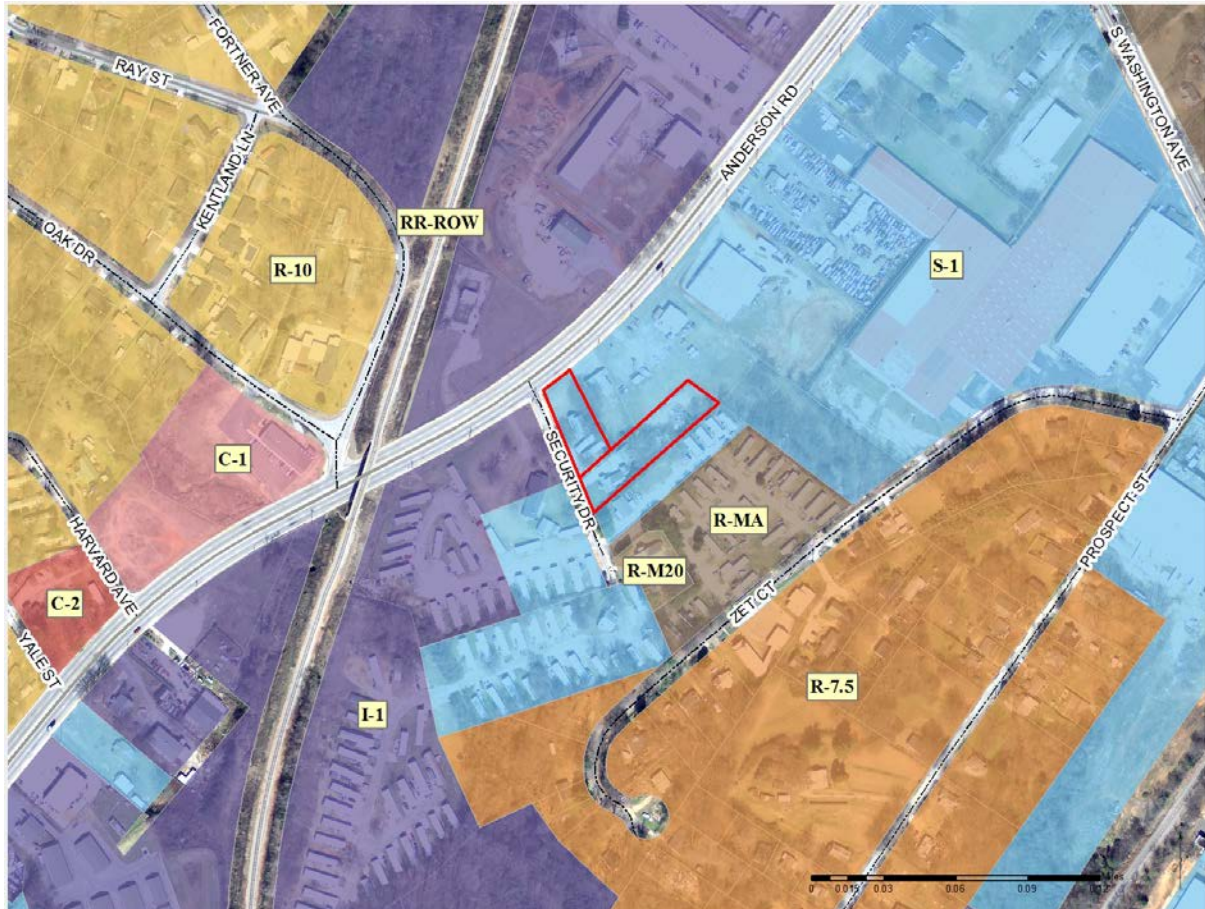 FORTNER AVE
RAY ST
S WASHINGTON AVE
KENTLAND LN
ANDERSON RD
RR-ROW
OAK DR
R-10
S-1
C-1
SECURITY DR
R-MA
PROSPECT ST
HARVARD AVE
R-M20
C-2
ZET CT
YALE ST
R-7.5
I-1
0 0.015 0.03 0.06 0.09 0.12